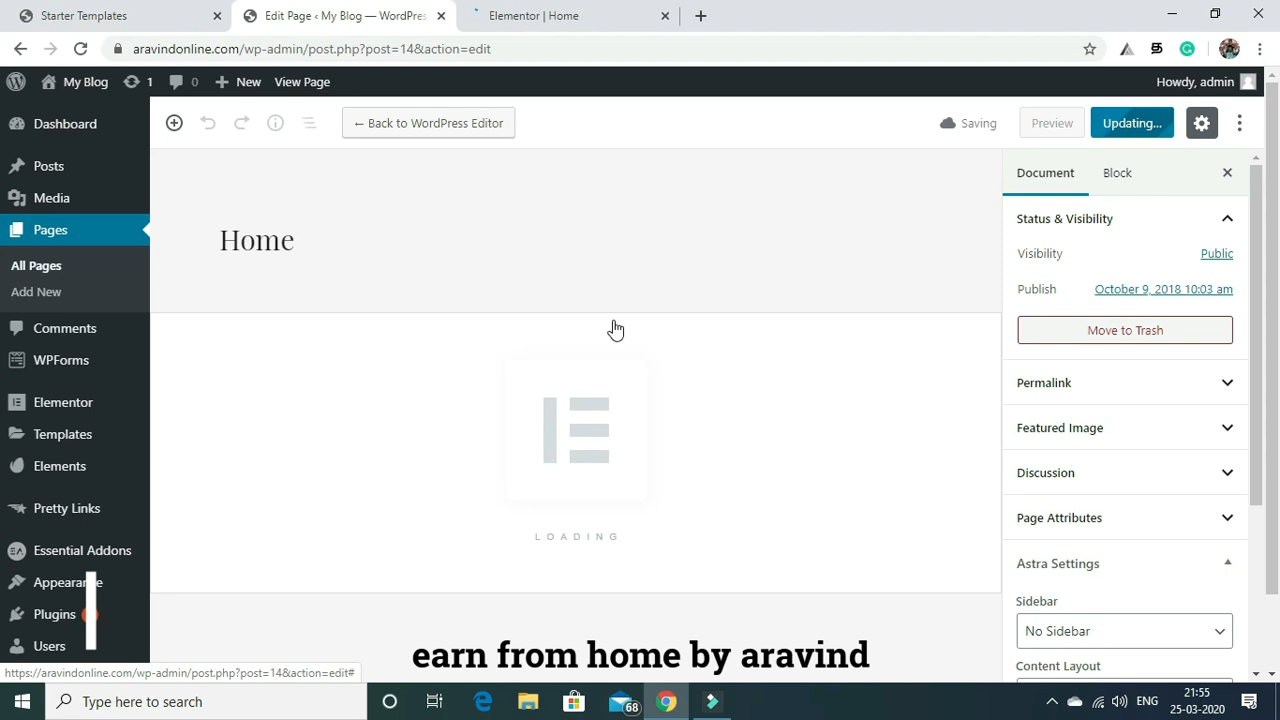 Starter Templates
Edit Page ‹ My Blog — WordPres
Elementor | Home
aravindonline.com/wp-admin/post.php?post=14&action=edit
My Blog 1 0 New View Page
Howdy, admin
Dashboard
Posts
Media
Pages
All Pages
Add New
Comments
WPForms
Elementor
Templates
Elements
Pretty Links
Essential Addons
Appearance
Plugins
Users
← Back to WordPress Editor
Saving
Preview
Updating...
Home
LOADING
earn from home by aravind
Document
Block
Status & Visibility
Visibility
Public
Publish
October 9, 2018 10:03 am
Move to Trash
Permalink
Featured Image
Discussion
Page Attributes
Astra Settings
Sidebar
No Sidebar
Content Layout
https://aravindonline.com/wp-admin/post.php?post=14&action=edit#
Type here to search
68
ENG
21:55
25-03-2020